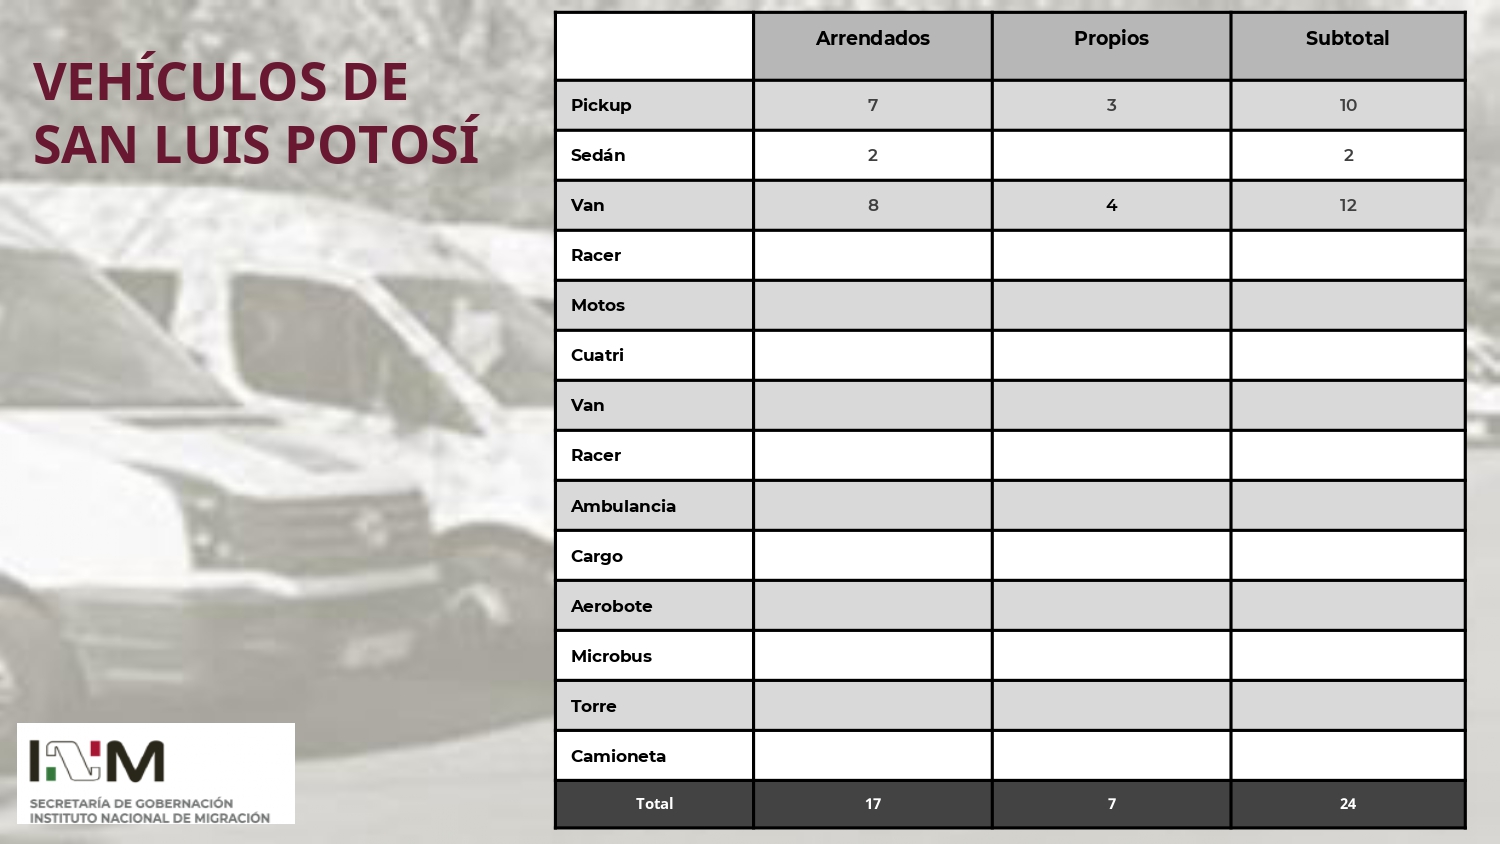 VEHÍCULOS DE
SAN LUIS POTOSÍ
Arrendados Propios Subtotal
Pickup 7 3 10
Sedán 2 2
Van 8 4 12
Racer
Motos
Cuatri
Van
Racer
Ambulancia
Cargo
Aerobote
Microbus
Torre
Camioneta
Total 17 7 24
INM
SECRETARÍA DE GOBERNACIÓN
INSTITUTO NACIONAL DE MIGRACIÓN